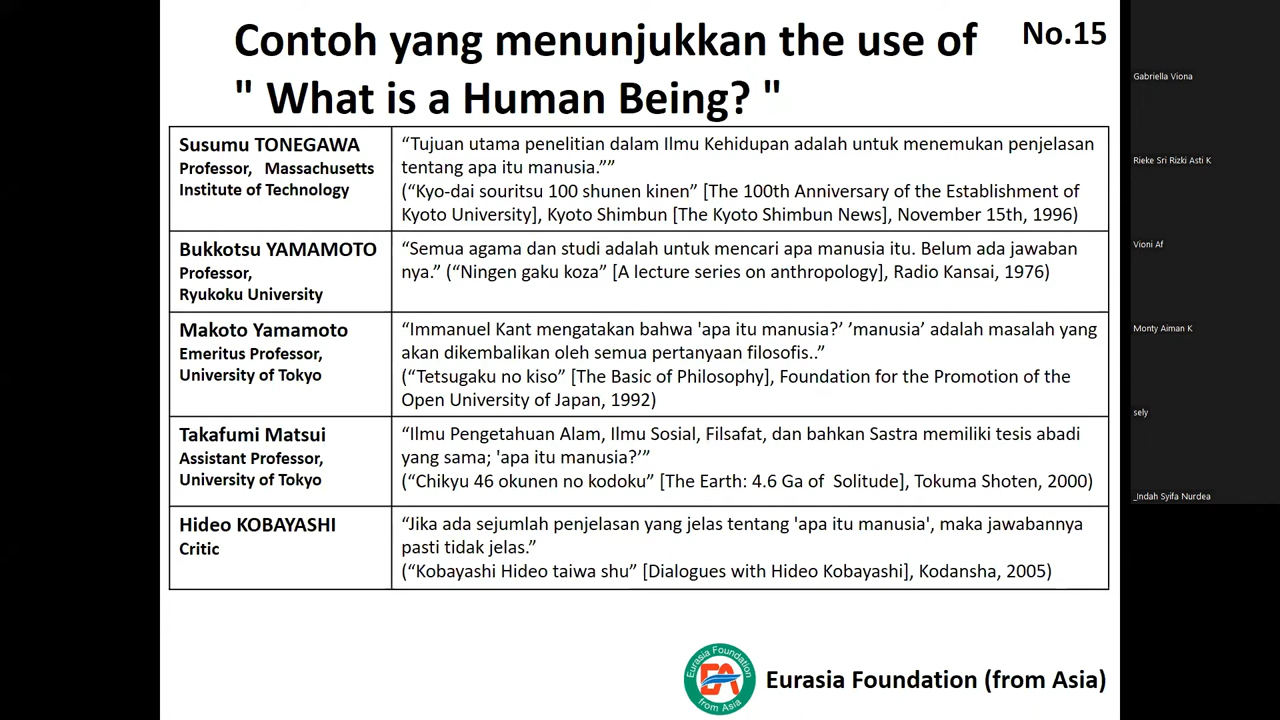 Contoh yang menunjukkan the use of
" What is a Human Being? "
No.15
Susumu TONEGAWA
Professor, Massachusetts
Institute of Technology
“Tujuan utama penelitian dalam Ilmu Kehidupan adalah untuk menemukan penjelasan
tentang apa itu manusia.””
(“Kyo-dai souritsu 100 shunen kinen” [The 100th Anniversary of the Establishment of
Kyoto University], Kyoto Shimbun [The Kyoto Shimbun News], November 15th, 1996)
Bukkotsu YAMAMOTO
Professor,
Ryukoku University
“Semua agama dan studi adalah untuk mencari apa manusia itu. Belum ada jawaban
nya.” (“Ningen gaku koza” [A lecture series on anthropology], Radio Kansai, 1976)
Makoto Yamamoto
Emeritus Professor,
University of Tokyo
“Immanuel Kant mengatakan bahwa 'apa itu manusia?’ ’manusia’ adalah masalah yang
akan dikembalikan oleh semua pertanyaan filosofis..”
(“Tetsugaku no kiso” [The Basic of Philosophy], Foundation for the Promotion of the
Open University of Japan, 1992)
Takafumi Matsui
Assistant Professor,
University of Tokyo
“Ilmu Pengetahuan Alam, Ilmu Sosial, Filsafat, dan bahkan Sastra memiliki tesis abadi
yang sama; 'apa itu manusia?’”
(“Chikyu 46 okunen no kodoku” [The Earth: 4.6 Ga of Solitude], Tokuma Shoten, 2000)
Hideo KOBAYASHI
Critic
“Jika ada sejumlah penjelasan yang jelas tentang 'apa itu manusia', maka jawabannya
pasti tidak jelas.”
(“Kobayashi Hideo taiwa shu” [Dialogues with Hideo Kobayashi], Kodansha, 2005)
Eurasia Foundation
EA
from Asia
Eurasia Foundation (from Asia)
Gabriella Viona
Rieke Sri Rizki Asti K
Vioni Af
Monty Aiman K
sely
_Indah Syifa Nurdea